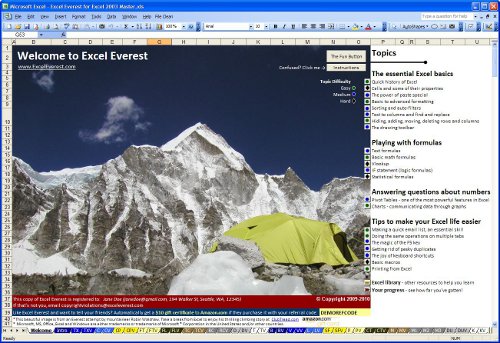 Microsoft Excel - Excel Everest for Excel 2003 Master.xls
File Edit View Insert Format Tools Data Window Help
Type a question for help
Arial
10
AutoShapes
Q63
Welcome to Excel Everest
www.ExcelEverest.com
The Fun Button
Confused? Click me ->
Instructions
Topic Difficulty
Easy
Medium
Hard
Topics
The essential Excel basics
Quick history of Excel
Cells and some of their properties
The power of paste special
Basic to advanced formatting
Sorting and auto-filters
Text to columns and find and replace
Hiding, adding, moving, deleting rows and columns
The drawing toolbar
Playing with formulas
Text formulas
Basic math formulas
Vlookup
IF statement (logic formulas)
Statistical formulas
Answering questions about numbers
Pivot Tables - one of the most powerful features in Excel
Charts - communicating data through graphs
Tips to make your Excel life easier
Making a quick email list, an essential skill
Doing the same operations on multiple tabs
The magic of the F5 key
Getting rid of pesky duplicates
The joy of keyboard shortcuts
Basic macros
Printing from Excel
Excel library - other resources to help you learn
Your progress - see how far you've gotten!
This copy of Excel Everest is registered to: Jane Doe (janedoe@gmail.com, 194 Walker St, Seattle, WA, 12345)
If that's not you, email copyrightviolations@exceleverest.com
© Copyright 2009-2010
Like Excel Everest and want to tell your friends? Automatically get a $10 gift certificate to Amazon.com if they purchase it with your referral code:
DEMOREFCODE
amazon.com
Welcome
Ready
NUM